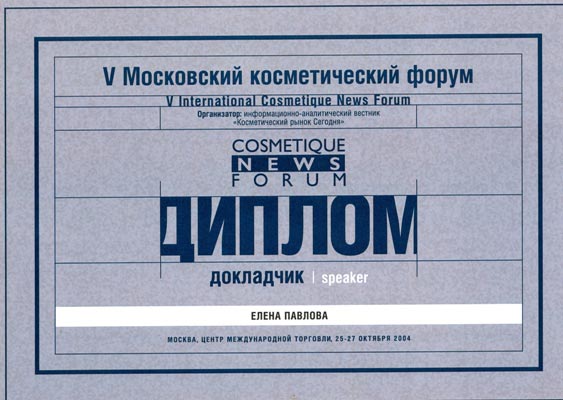 V Московский косметический форум
V International Cosmetique News Forum
Организатор: информационно-аналитический вестник
«Косметический рынок Сегодня»
COSMETIQUE
NEWS
FORUM
ДИПЛОМ
докладчик | speaker
ЕЛЕНА ПАВЛОВА
МОСКВА, ЦЕНТР МЕЖДУНАРОДНОЙ ТОРГОВЛИ, 25-27 ОКТЯБРЯ 2004